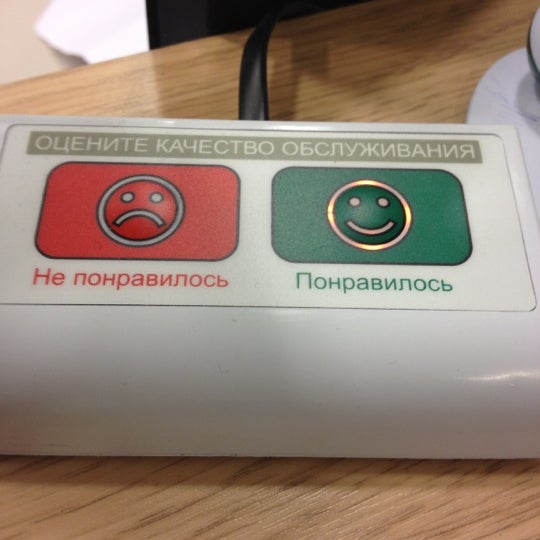 ОЦЕНИТЕ КАЧЕСТВО ОБСЛУЖИВАНИЯ
Не понравилось
Понравилось